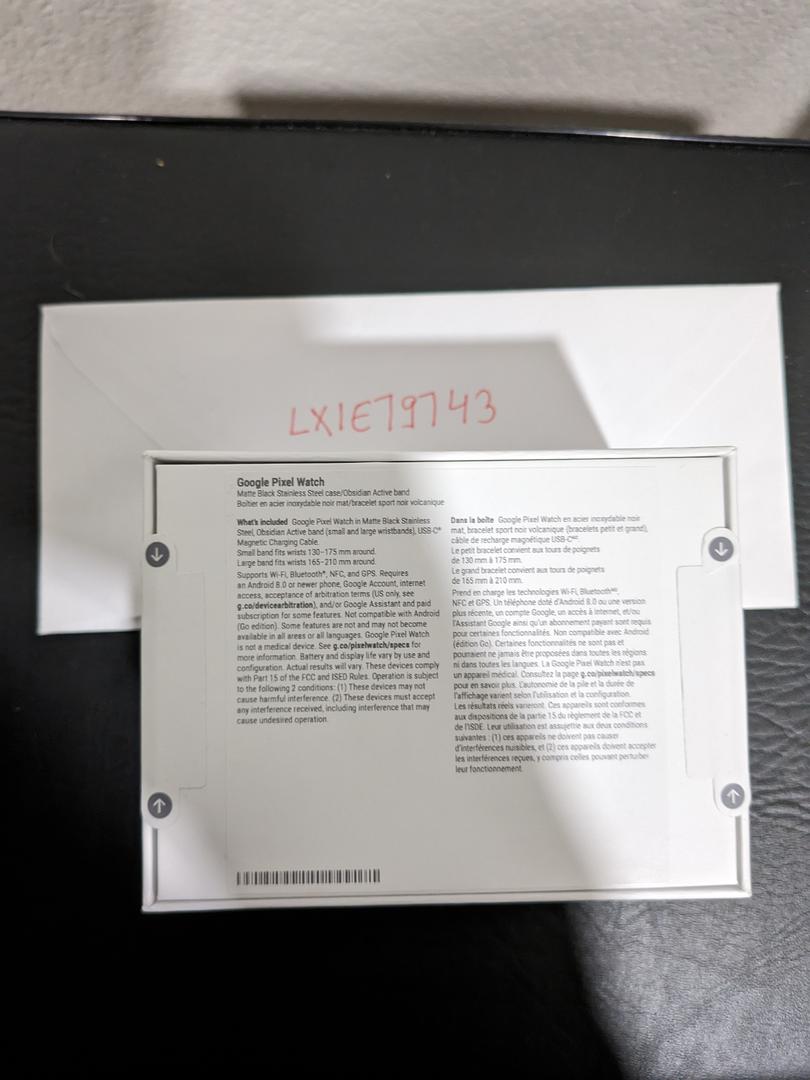 LXIE79743
Google Pixel Watch
Matte Black Stainless Steel case/Obsidian Active band
Boîtier en acier inoxydable noir mat/bracelet sport noir volcanique
What's included Google Pixel Watch in Matte Black Stainless
Steel, Obsidian Active band (small and large wristbands), USB-C®
Magnetic Charging Cable.
Small band fits wrists 130–175 mm around.
Large band fits wrists 165–210 mm around.
Supports Wi-Fi, Bluetooth®, NFC, and GPS. Requires
an Android 8.0 or newer phone, Google Account, internet
access, acceptance of arbitration terms (US only, see
g.co/devicearbitration), and/or Google Assistant and paid
subscription for some features. Not compatible with Android
(Go edition). Some features are not and may not become
available in all areas or all languages. Google Pixel Watch
is not a medical device. See g.co/pixelwatch/specs for
more information. Battery and display life vary by use and
configuration. Actual results will vary. These devices comply
with Part 15 of the FCC and ISED Rules. Operation is subject
to the following 2 conditions: (1) These devices may not
cause harmful interference. (2) These devices must accept
any interference received, including interference that may
cause undesired operation.
Dans la boîte Google Pixel Watch en acier inoxydable noir
mat, bracelet sport noir volcanique (bracelets petit et grand),
câble de recharge magnétique USB-Cᴹᴰ.
Le petit bracelet convient aux tours de poignets
de 130 mm à 175 mm.
Le grand bracelet convient aux tours de poignets
de 165 mm à 210 mm.
Prend en charge les technologies Wi-Fi, Bluetoothᴹᴰ,
NFC et GPS. Un téléphone doté d'Android 8.0 ou une version
plus récente, un compte Google, un accès à Internet, et/ou
l'Assistant Google ainsi qu'un abonnement payant sont requis
pour certaines fonctionnalités. Non compatible avec Android
(édition Go). Certaines fonctionnalités ne sont pas et
pourraient ne jamais être proposées dans toutes les régions
ni dans toutes les langues. La Google Pixel Watch n'est pas
un appareil médical. Consultez la page g.co/pixelwatch/specs
pour en savoir plus. L'autonomie de la pile et la durée de
l'affichage varient selon l'utilisation et la configuration.
Les résultats réels varieront. Ces appareils sont conformes
aux dispositions de la partie 15 du règlement de la FCC et
de l'ISDE. Leur utilisation est assujettie aux deux conditions
suivantes : (1) ces appareils ne doivent pas causer
d'interférences nuisibles, et (2) ces appareils doivent accepter
les interférences reçues, y compris celles pouvant perturber
leur fonctionnement.